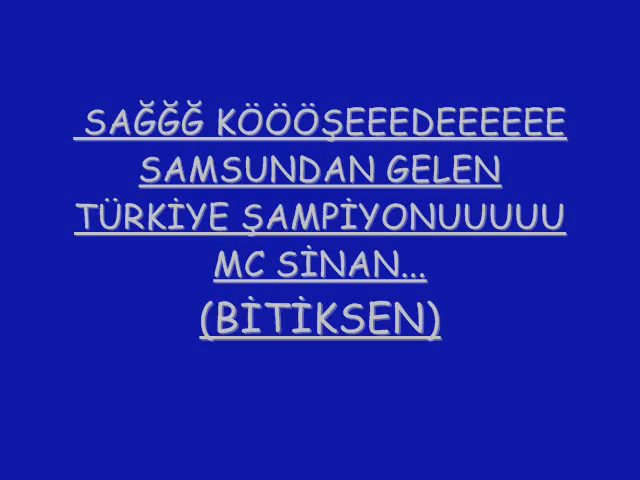 SAĞĞĞ KÖÖÖŞEEEDEEEEEE
SAMSUNDAN GELEN
TÜRKİYE ŞAMPİYONUUUUU
MC SİNAN...
(BİTİKSEN)